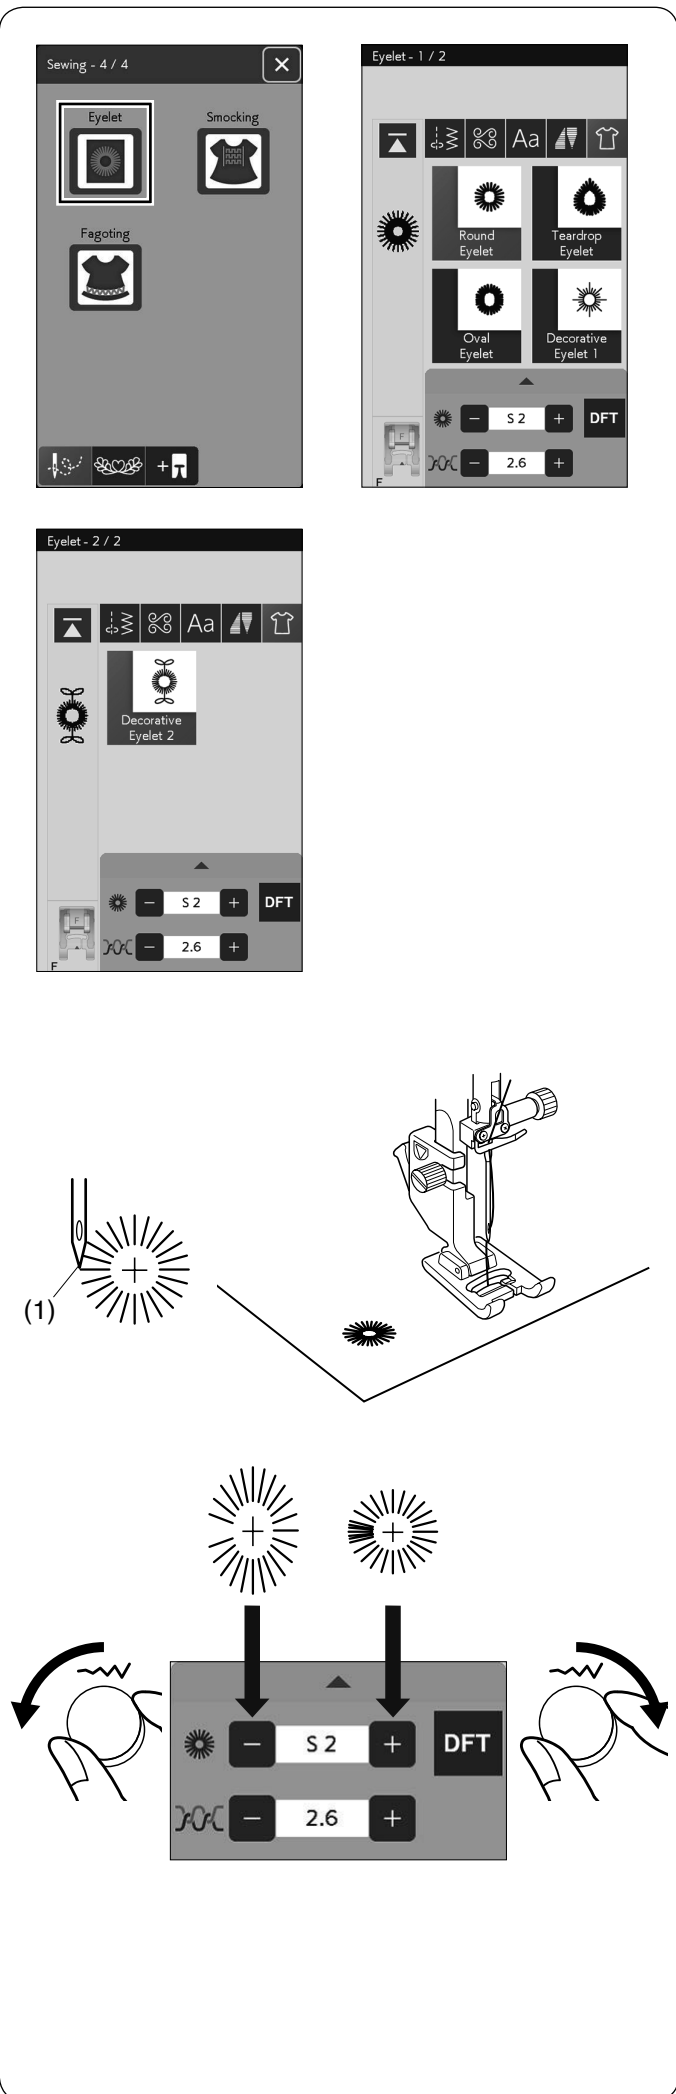 Sewing - 4 / 4
Eyelet
Smocking
Fagoting
Eyelet - 1 / 2
Aa
Round
Eyelet
Teardrop
Eyelet
Oval
Eyelet
Decorative
Eyelet 1
S 2
DFT
2.6
F
F
Eyelet - 2 / 2
Aa
Decorative
Eyelet 2
S 2
DFT
2.6
F
F
(1)
S 2
DFT
2.6